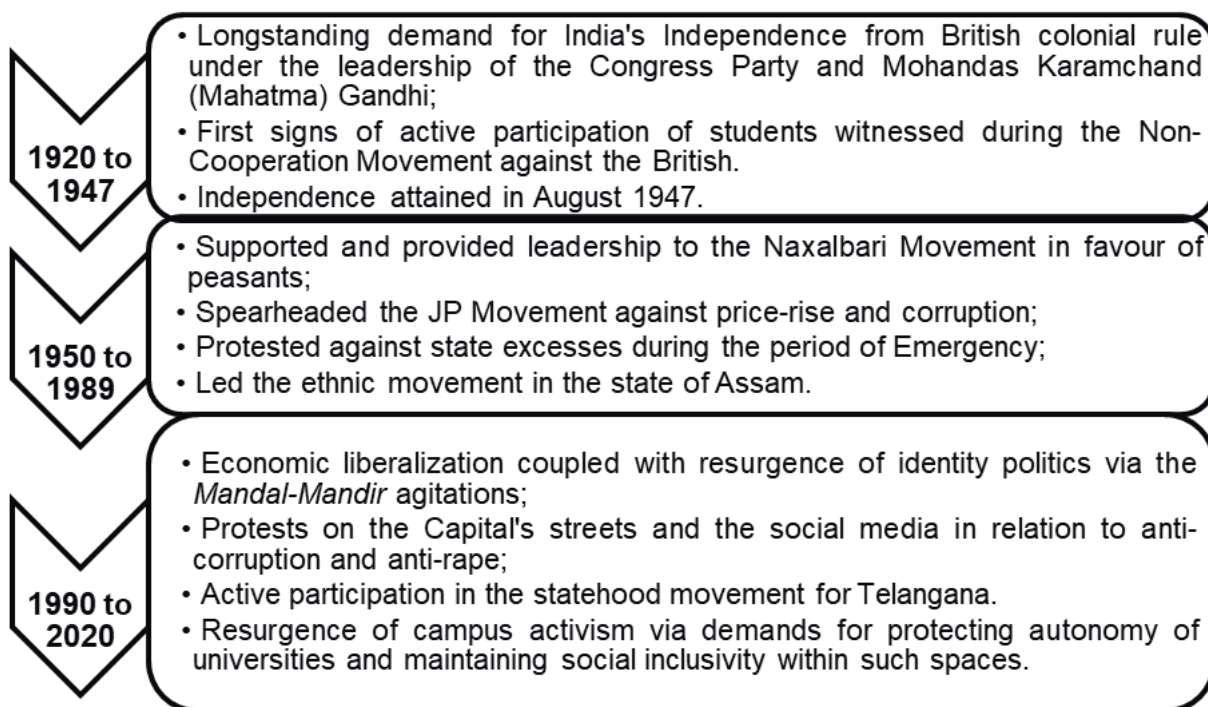 1920 to
1947
• Longstanding demand for India's Independence from British colonial rule
under the leadership of the Congress Party and Mohandas Karamchand
(Mahatma) Gandhi;
• First signs of active participation of students witnessed during the Non-
Cooperation Movement against the British.
• Independence attained in August 1947.
1950 to
1989
• Supported and provided leadership to the Naxalbari Movement in favour of
peasants;
• Spearheaded the JP Movement against price-rise and corruption;
• Protested against state excesses during the period of Emergency;
• Led the ethnic movement in the state of Assam.
1990 to
2020
• Economic liberalization coupled with resurgence of identity politics via the
Mandal-Mandir agitations;
• Protests on the Capital's streets and the social media in relation to anti-
corruption and anti-rape;
• Active participation in the statehood movement for Telangana.
• Resurgence of campus activism via demands for protecting autonomy of
universities and maintaining social inclusivity within such spaces.